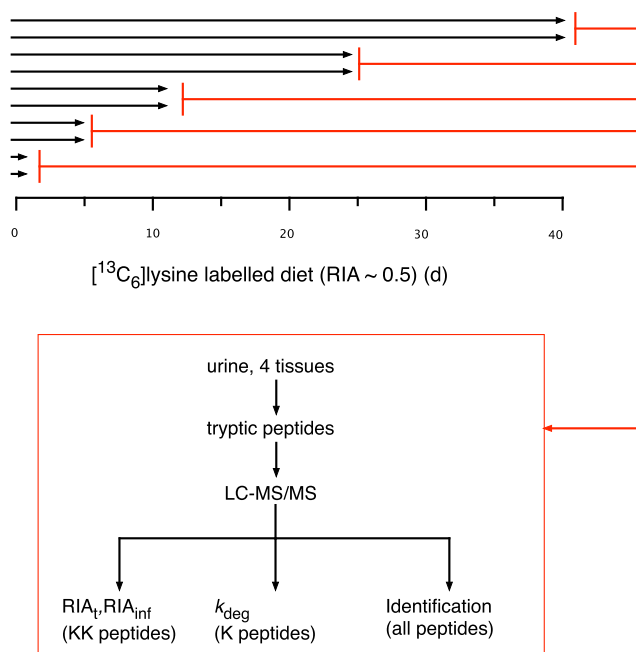 0 10 20 30 40
[¹³C₆]lysine labelled diet (RIA ~ 0.5) (d)
urine, 4 tissues
tryptic peptides
LC-MS/MS
RIAₜ,RIAᵢₙf
(KK peptides)
k_deg
(K peptides)
Identification
(all peptides)